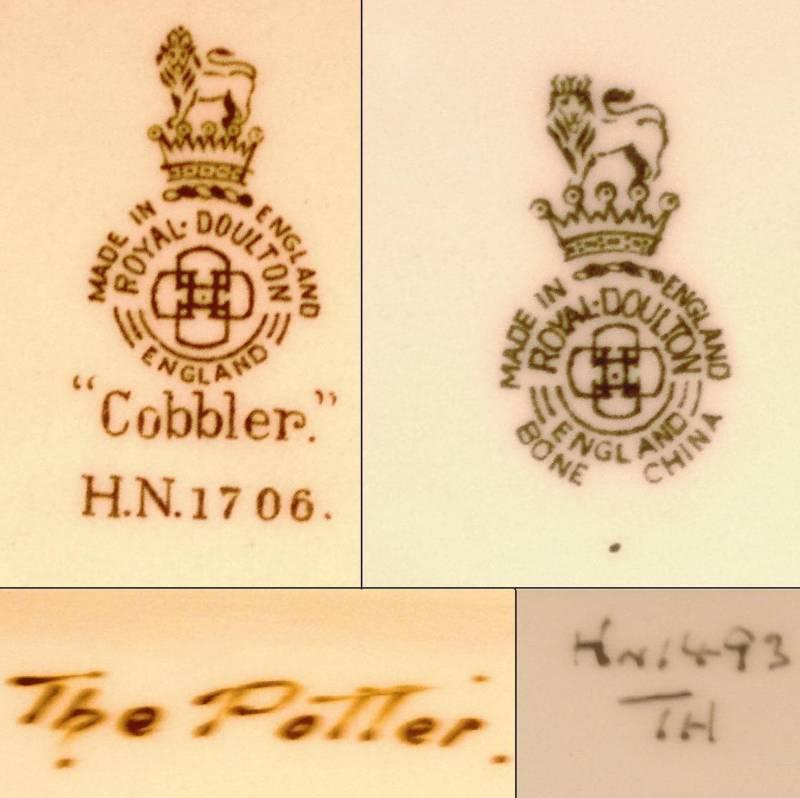 MADE IN ENGLAND
ROYAL·DOULTON
ENGLAND
"Cobbler."
H.N.1706.
MADE IN ENGLAND
ROYAL·DOULTON
ENGLAND
BONE CHINA
The Potter.
HN1493
TH